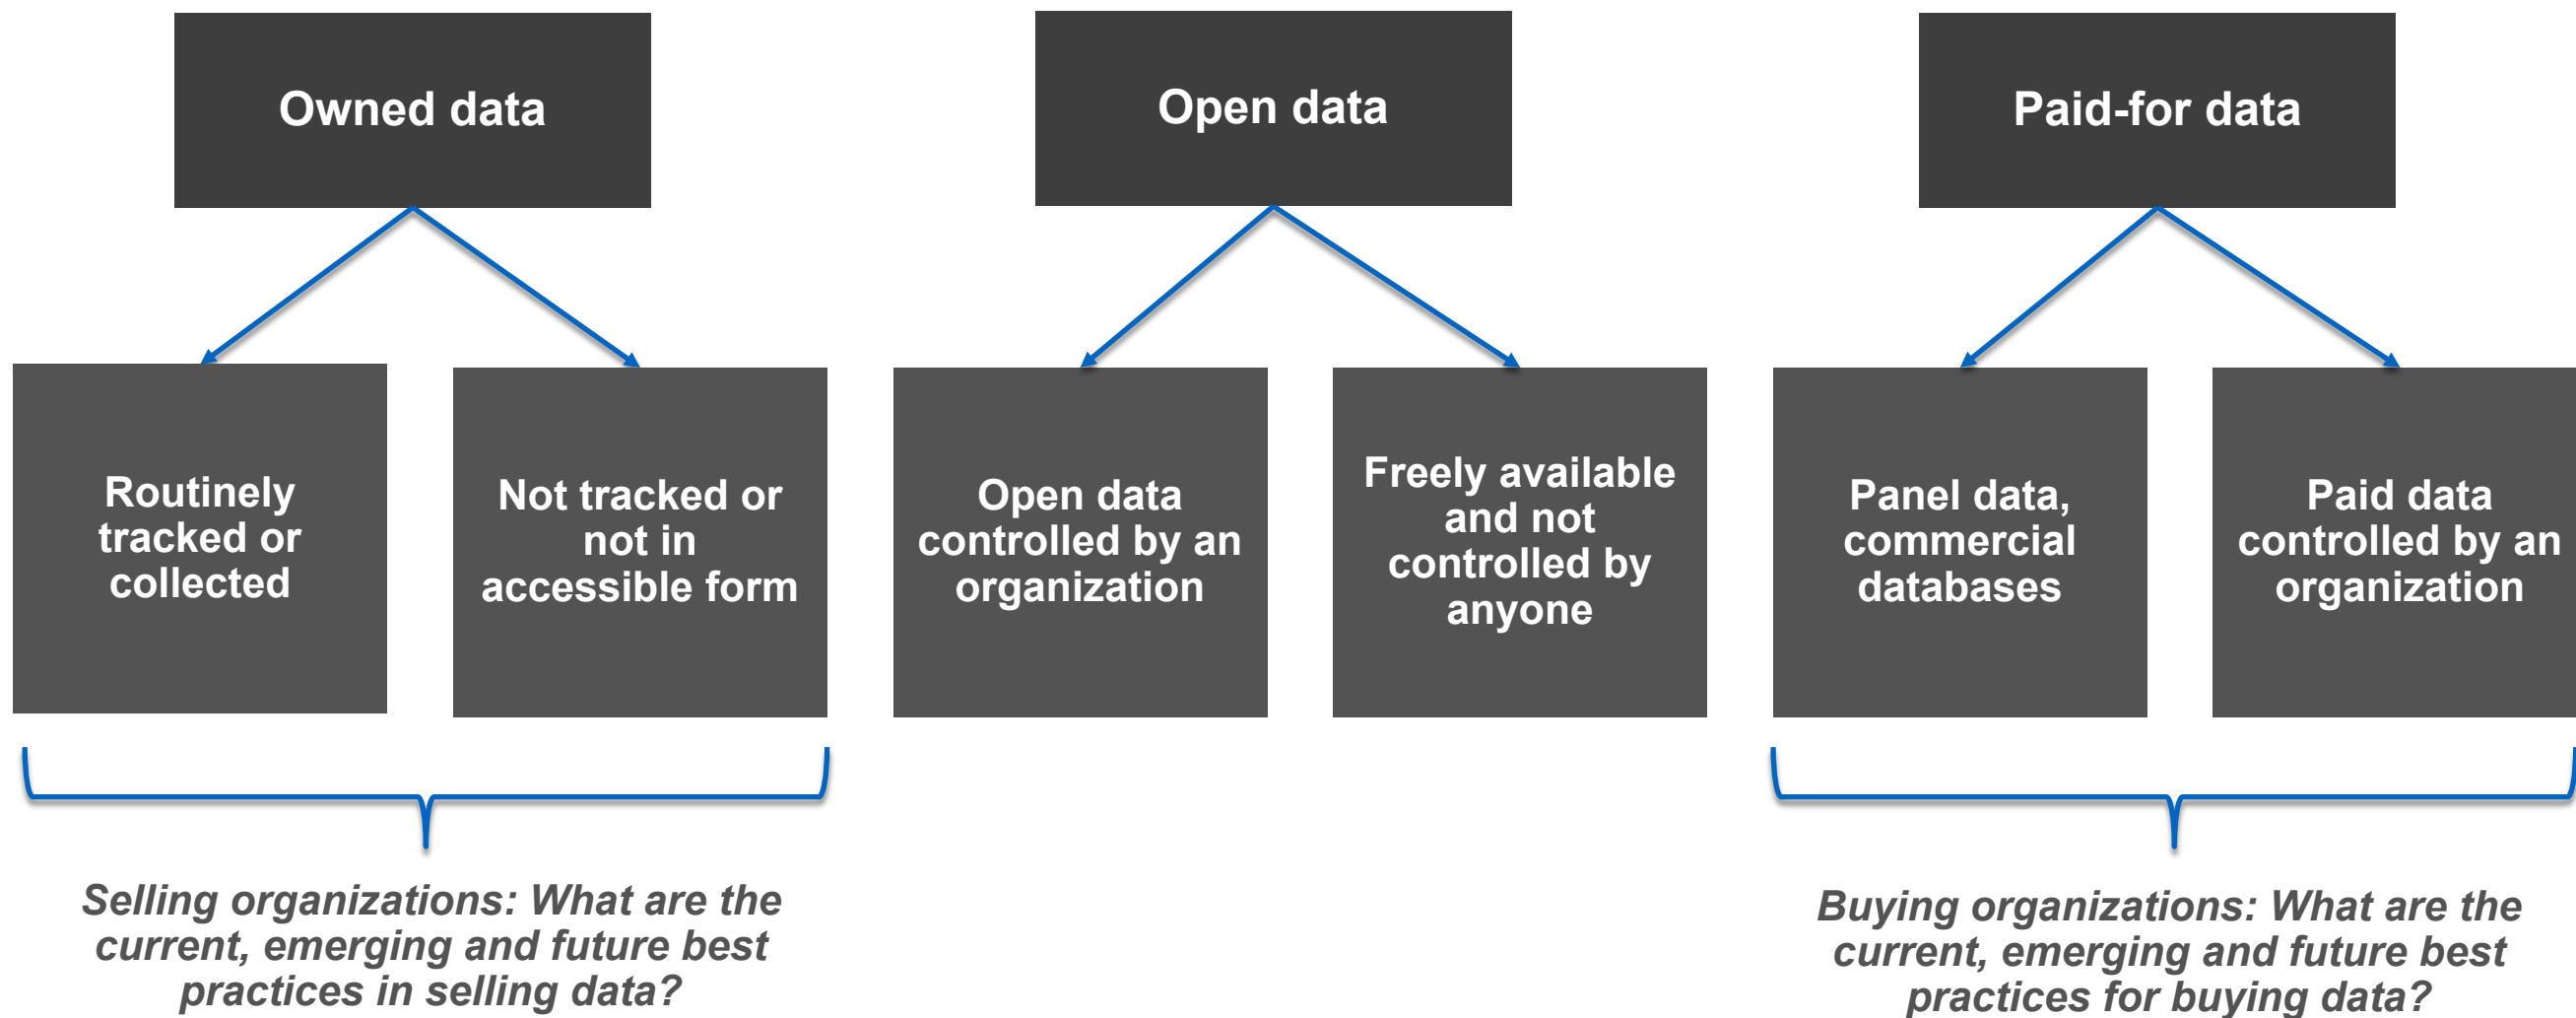 Owned data
Open data
Paid-for data
Routinely
tracked or
collected
Not tracked or
not in
accessible form
Open data
controlled by an
organization
Freely available
and not
controlled by
anyone
Panel data,
commercial
databases
Paid data
controlled by an
organization
Selling organizations: What are the
current, emerging and future best
practices in selling data?
Buying organizations: What are the
current, emerging and future best
practices for buying data?